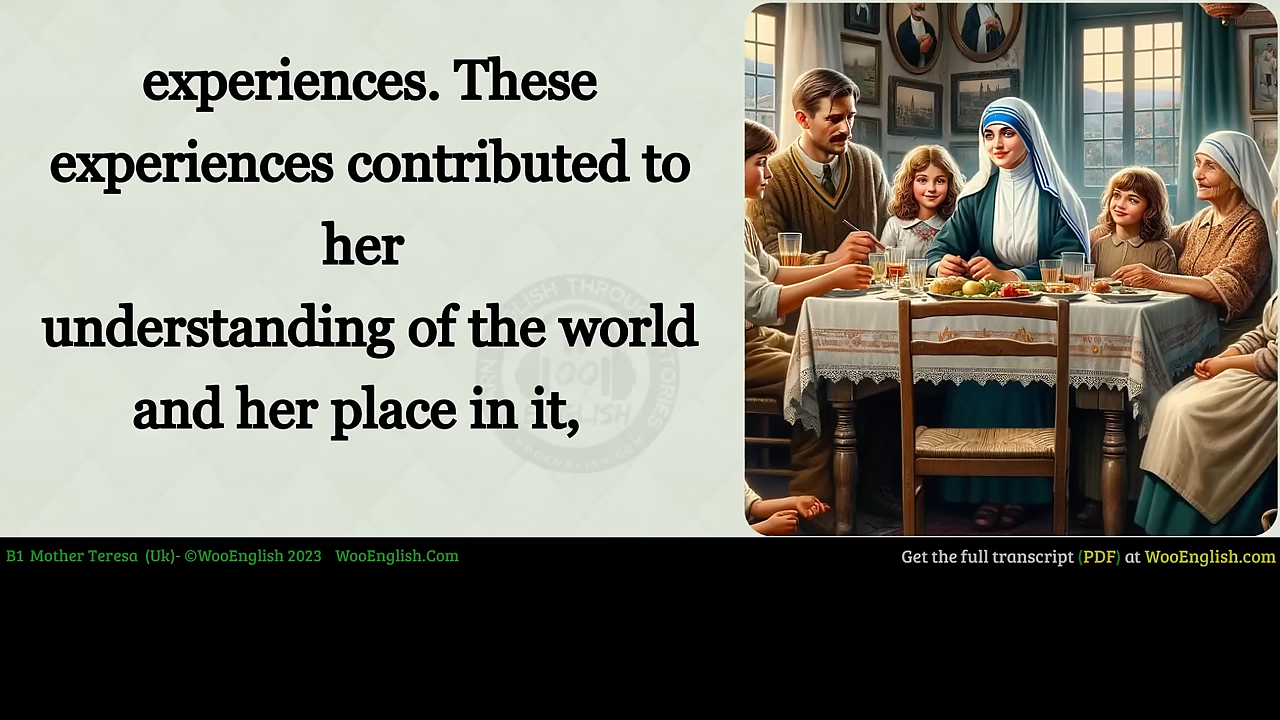 experiences. These
experiences contributed to
her
understanding of the world
and her place in it,
B1 Mother Teresa (Uk)- ©WooEnglish 2023 WooEnglish.Com
Get the full transcript (PDF) at WooEnglish.com